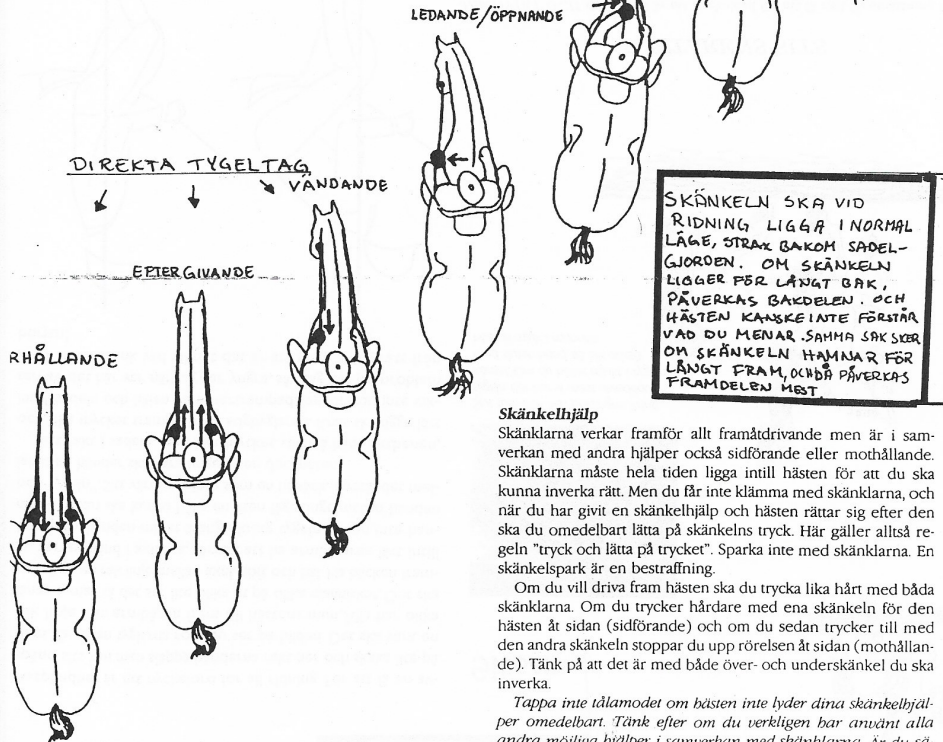 LEDANDE/ÖPPNANDE
DIREKTA TYGELTAG
VÄNDANDE
EFTERGIVANDE
RHÅLLANDE
SKÄNKELN SKA VID
RIDNING LIGGA I NORMAL
LÄGE, STRAX BAKOM SADEL-
GJORDEN. OM SKÄNKELN
LIGGER FÖR LÅNGT BAK,
PÅVERKAS BAKDELEN. OCH
HÄSTEN KANSKE INTE FÖRSTÅR
VAD DU MENAR. SAMMA SAK SKER
OM SKÄNKELN HAMNAR FÖR
LÅNGT FRAM, OCH DÅ PÅVERKAS
FRAMDELEN MEST.
Skänkelhjälp
Skänklarna verkar framför allt framåtdrivande men är i sam-
verkan med andra hjälper också sidförande eller mothållande.
Skänklarna måste hela tiden ligga intill hästen för att du ska
kunna inverka rätt. Men du får inte klämma med skänklarna, och
när du har givit en skänkelhjälp och hästen rättar sig efter den
ska du omedelbart lätta på skänkelns tryck. Här gäller alltså re-
geln "tryck och lätta på trycket". Sparka inte med skänklarna. En
skänkelspark är en bestraffning.
Om du vill driva fram hästen ska du trycka lika hårt med båda
skänklarna. Om du trycker hårdare med ena skänkeln för den
hästen åt sidan (sidförande) och om du sedan trycker till med
den andra skänkeln stoppar du upp rörelsen åt sidan (mothållan-
de). Tänk på att det är med både över- och underskänkel du ska
inverka.
Tappa inte tålamodet om hästen inte lyder dina skänkelhjäl-
per omedelbart. Tänk efter om du verkligen har använt alla
andra möjliga hjälper i samverkan med skänklarna. Är du sä-